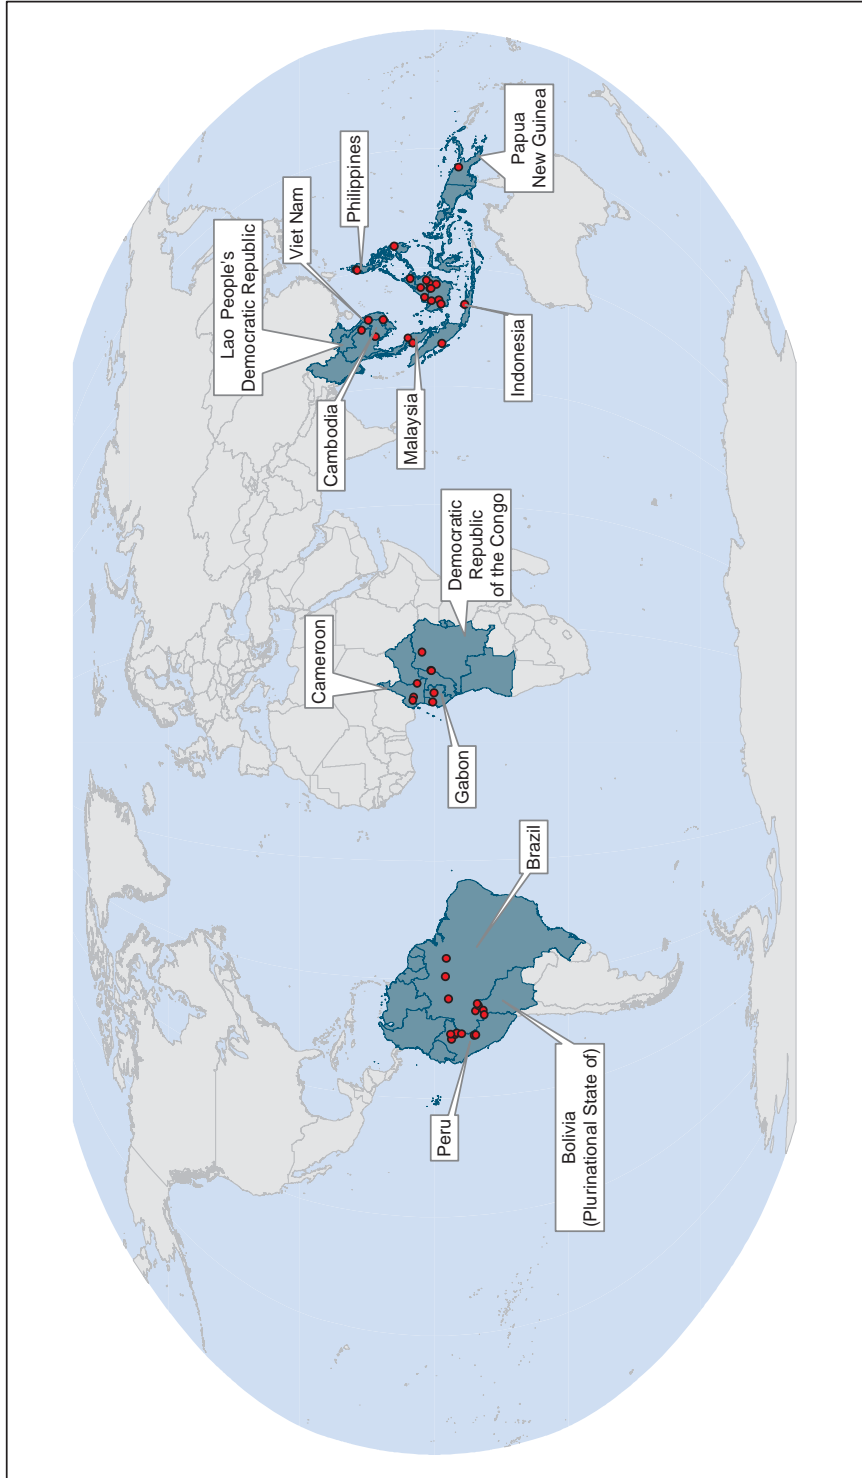 Lao People's
Democratic Republic
Viet Nam
Philippines
Cambodia
Malaysia
Indonesia
Papua
New Guinea
Cameroon
Democratic
Republic
of the Congo
Gabon
Brazil
Peru
Bolivia
(Plurinational State of)